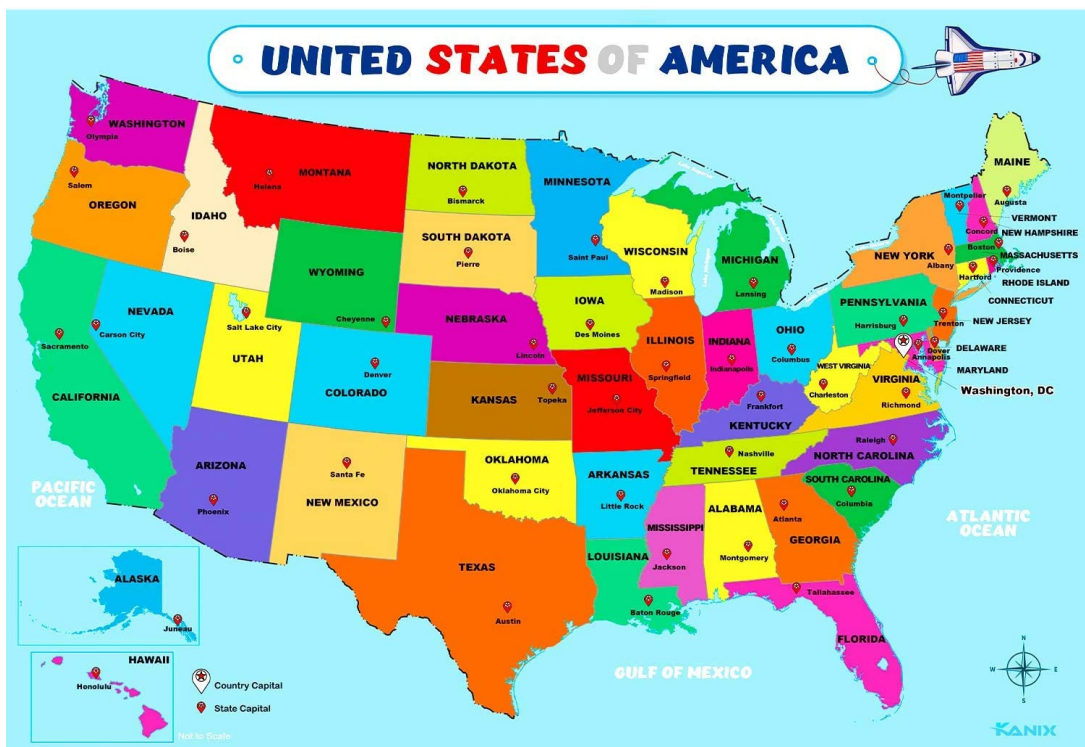 UNITED STATES OF AMERICA
WASHINGTON
Olympia
MONTANA
Helena
NORTH DAKOTA
Bismarck
MINNESOTA
Saint Paul
Lake Superior
MAINE
Augusta
Salem
OREGON
IDAHO
Boise
SOUTH DAKOTA
Pierre
WISCONSIN
Madison
Lake Michigan
MICHIGAN
Lansing
Montpelier
VERMONT
Concord
NEW HAMPSHIRE
NEW YORK
Albany
Boston
MASSACHUSETTS
Providence
Hartford
RHODE ISLAND
CONNECTICUT
WYOMING
Cheyenne
NEBRASKA
Lincoln
IOWA
Des Moines
PENNSYLVANIA
Harrisburg
Trenton
NEW JERSEY
NEVADA
Carson City
Sacramento
CALIFORNIA
Salt Lake City
UTAH
Denver
COLORADO
KANSAS
Topeka
MISSOURI
Jefferson City
ILLINOIS
Springfield
INDIANA
Indianapolis
OHIO
Columbus
Dover
DELAWARE
Annapolis
MARYLAND
Washington, DC
WEST VIRGINIA
Charleston
VIRGINIA
Richmond
Frankfort
KENTUCKY
Raleigh
NORTH CAROLINA
Nashville
TENNESSEE
ARIZONA
Phoenix
Santa Fe
NEW MEXICO
OKLAHOMA
Oklahoma City
ARKANSAS
Little Rock
SOUTH CAROLINA
Columbia
PACIFIC
OCEAN
MISSISSIPPI
Jackson
ALABAMA
Montgomery
Atlanta
GEORGIA
ATLANTIC
OCEAN
TEXAS
Austin
LOUISIANA
Baton Rouge
Tallahassee
FLORIDA
ALASKA
Juneau
HAWAII
Honolulu
Country Capital
State Capital
Not to Scale
GULF OF MEXICO
N
W
E
S
KANIX